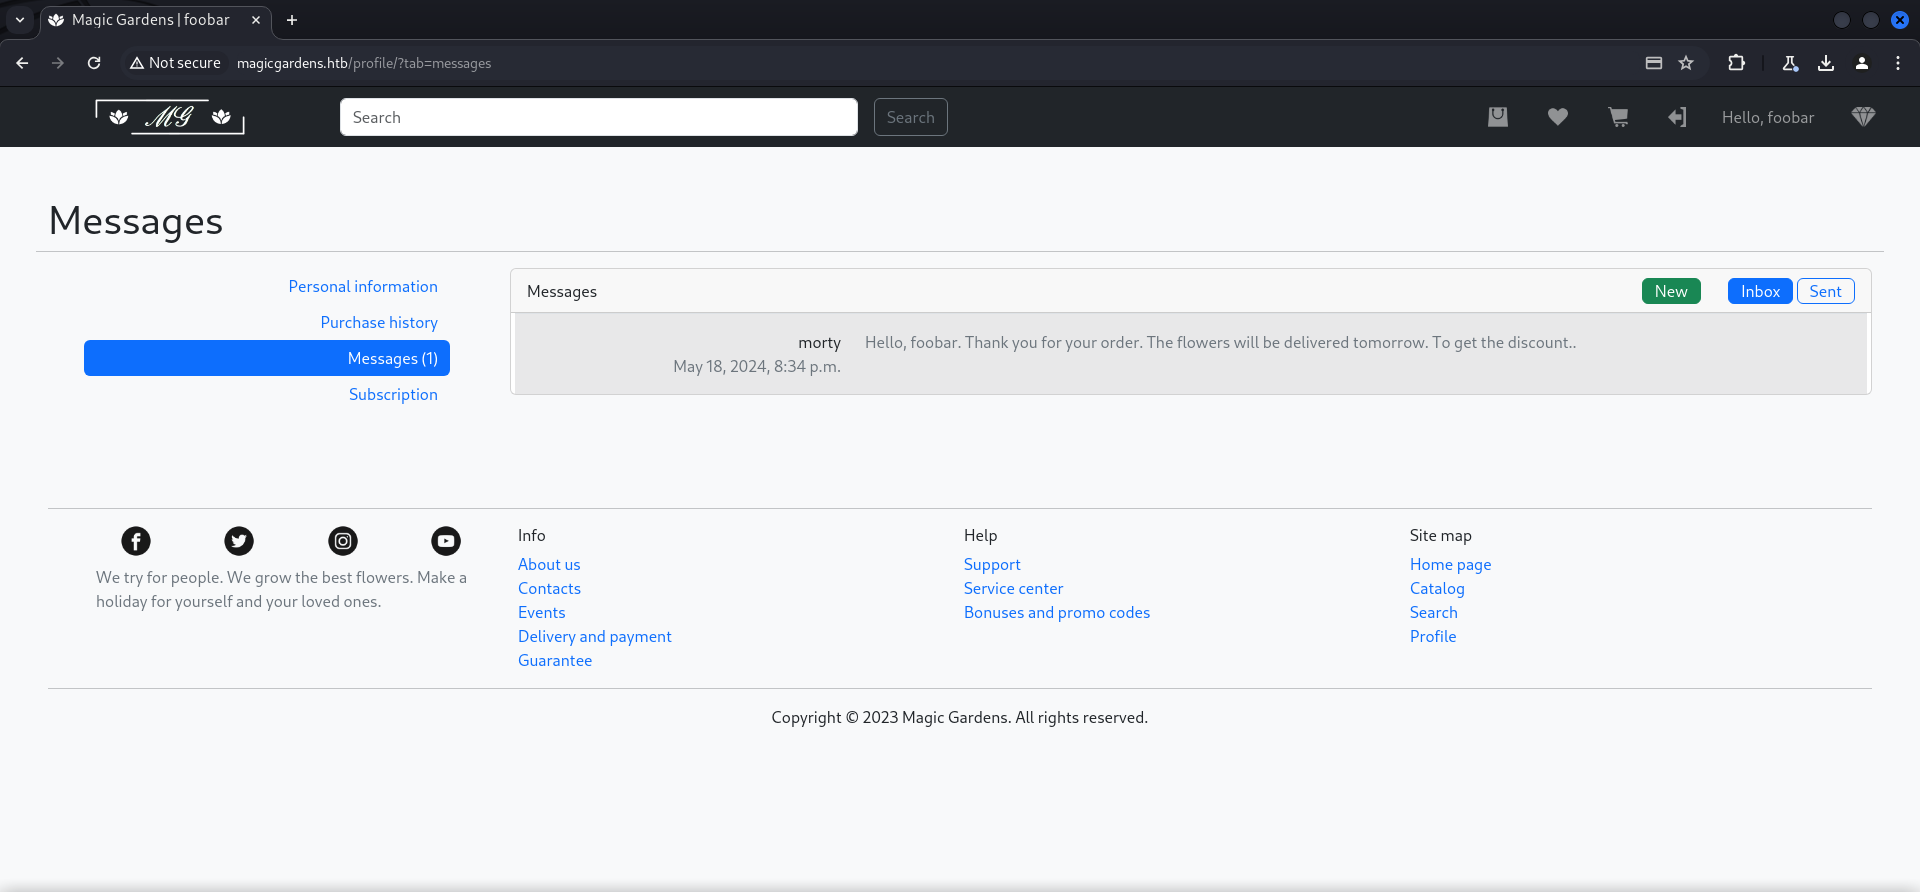 Magic Gardens | foobar
Not secure magicgardens.htb/profile/?tab=messages
MG Search Search Hello, foobar
Messages
Personal information
Purchase history
Messages (1)
Subscription
Messages New Inbox Sent
morty Hello, foobar. Thank you for your order. The flowers will be delivered tomorrow. To get the discount..
May 18, 2024, 8:34 p.m.
We try for people. We grow the best flowers. Make a
holiday for yourself and your loved ones.
Info
About us
Contacts
Events
Delivery and payment
Guarantee
Help
Support
Service center
Bonuses and promo codes
Site map
Home page
Catalog
Search
Profile
Copyright © 2023 Magic Gardens. All rights reserved.